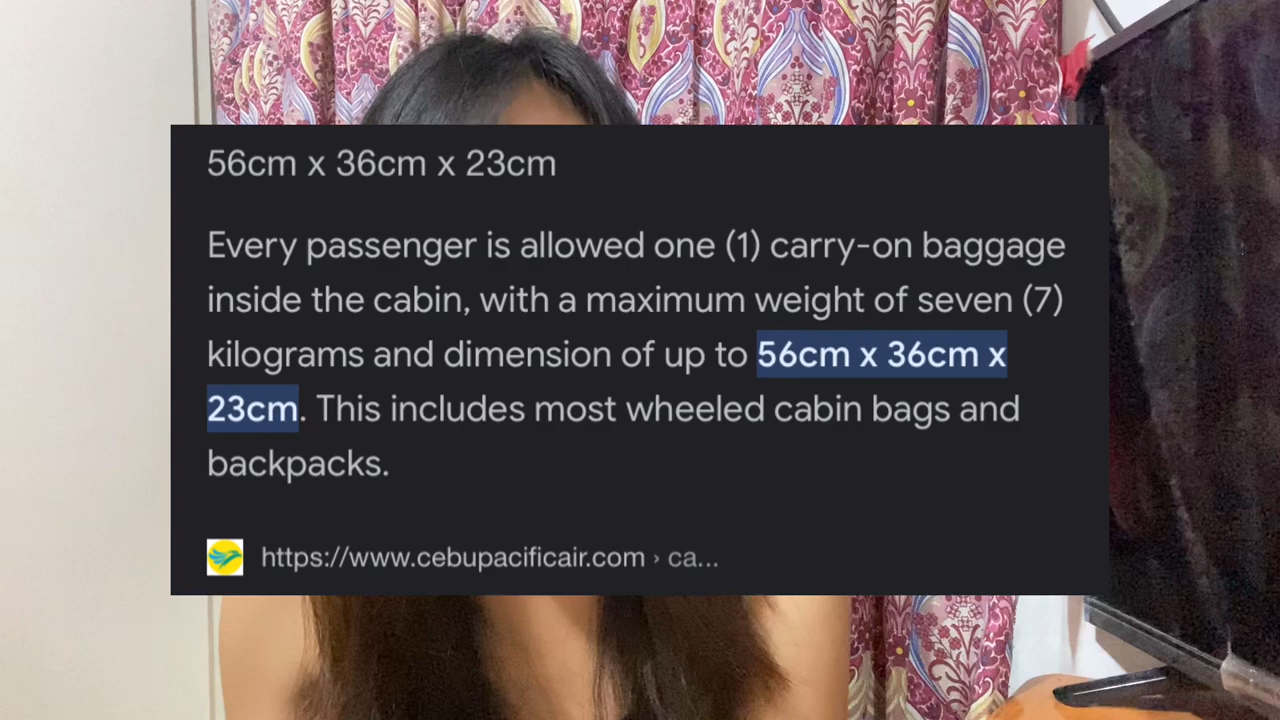 56cm x 36cm x 23cm
Every passenger is allowed one (1) carry-on baggage
inside the cabin, with a maximum weight of seven (7)
kilograms and dimension of up to 56cm x 36cm x
23cm. This includes most wheeled cabin bags and
backpacks.
https://www.cebupacificair.com › ca...